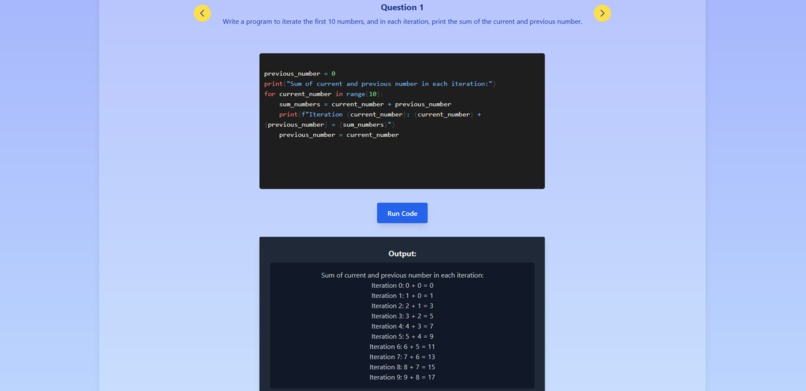 Question 1
Write a program to iterate the first 10 numbers, and in each iteration, print the sum of the current and previous number.
previous_number = 0
print("Sum of current and previous number in each iteration:")
for current_number in range(10):
    sum_numbers = current_number + previous_number
    print(f"Iteration {current_number}: {current_number} +
{previous_number} = {sum_numbers}")
    previous_number = current_number
Run Code
Output:
Sum of current and previous number in each iteration:
Iteration 0: 0 + 0 = 0
Iteration 1: 1 + 0 = 1
Iteration 2: 2 + 1 = 3
Iteration 3: 3 + 2 = 5
Iteration 4: 4 + 3 = 7
Iteration 5: 5 + 4 = 9
Iteration 6: 6 + 5 = 11
Iteration 7: 7 + 6 = 13
Iteration 8: 8 + 7 = 15
Iteration 9: 9 + 8 = 17